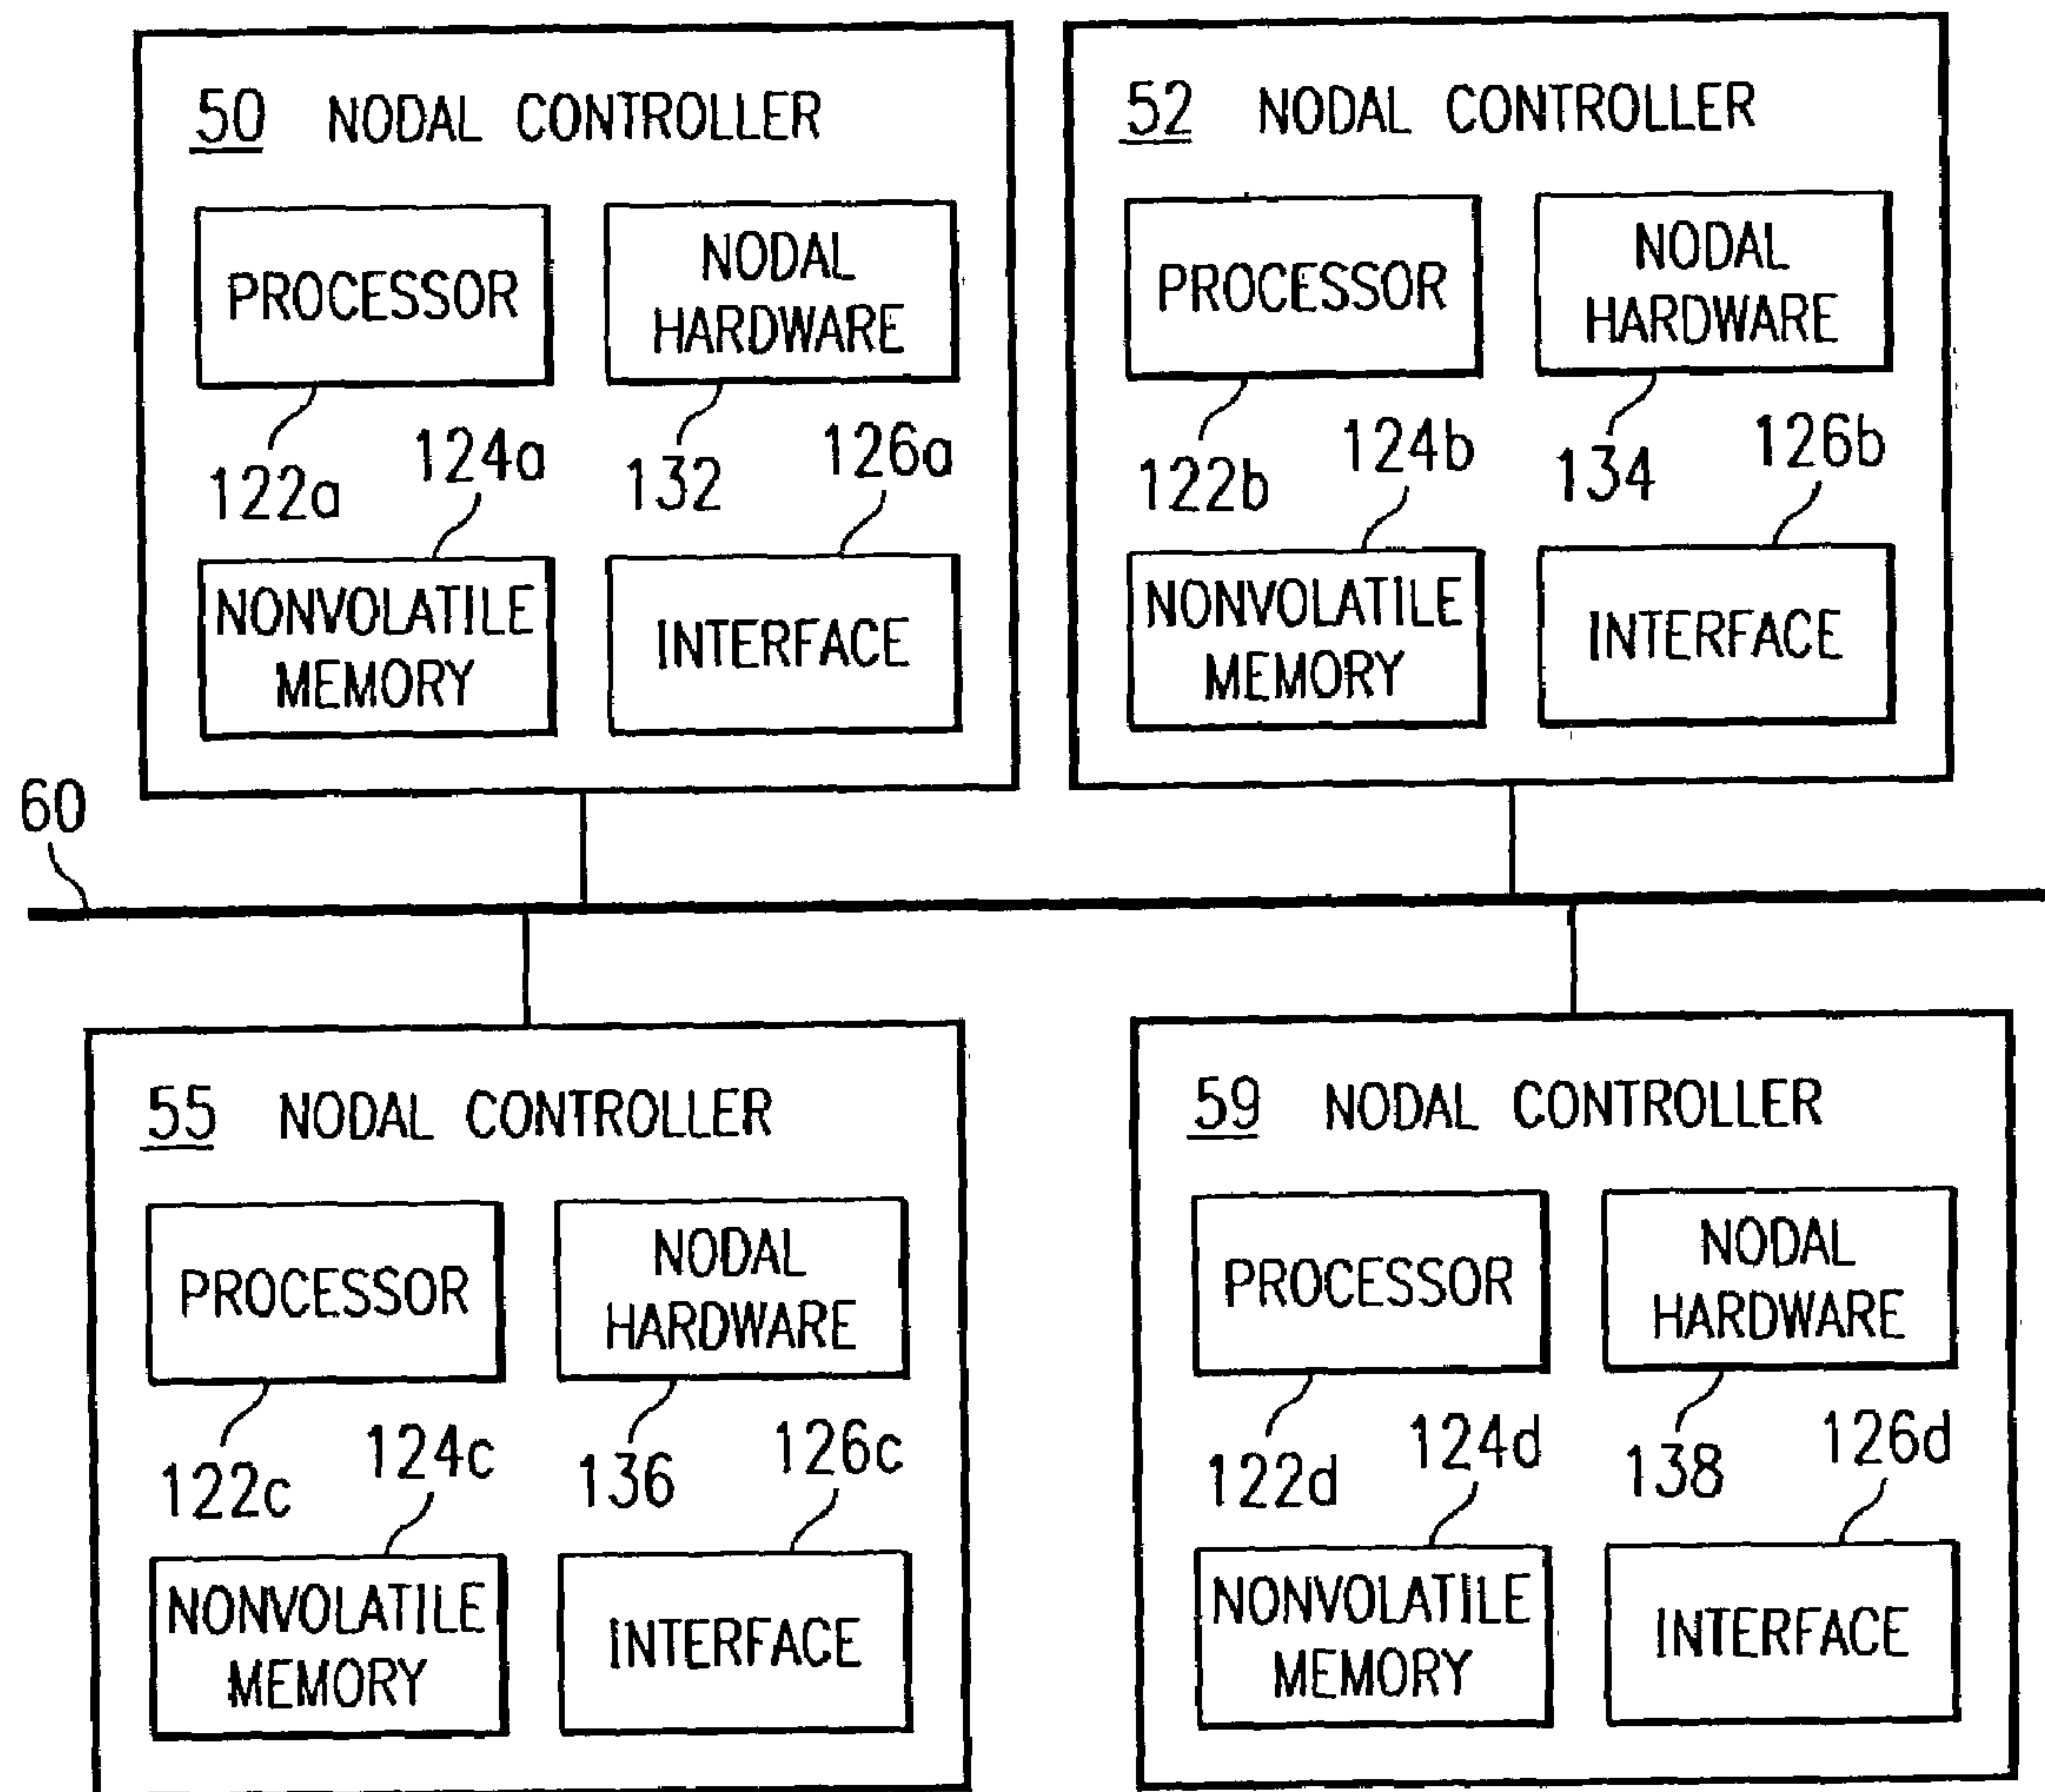 50 NODAL CONTROLLER
PROCESSOR
NODAL
HARDWARE
122a
124a
132
126a
NONVOLATILE
MEMORY
INTERFACE
52 NODAL CONTROLLER
PROCESSOR
NODAL
HARDWARE
122b
124b
134
126b
NONVOLATILE
MEMORY
INTERFACE
60
55 NODAL CONTROLLER
PROCESSOR
NODAL
HARDWARE
122c
124c
136
126c
NONVOLATILE
MEMORY
INTERFACE
59 NODAL CONTROLLER
PROCESSOR
NODAL
HARDWARE
122d
124d
138
126d
NONVOLATILE
MEMORY
INTERFACE